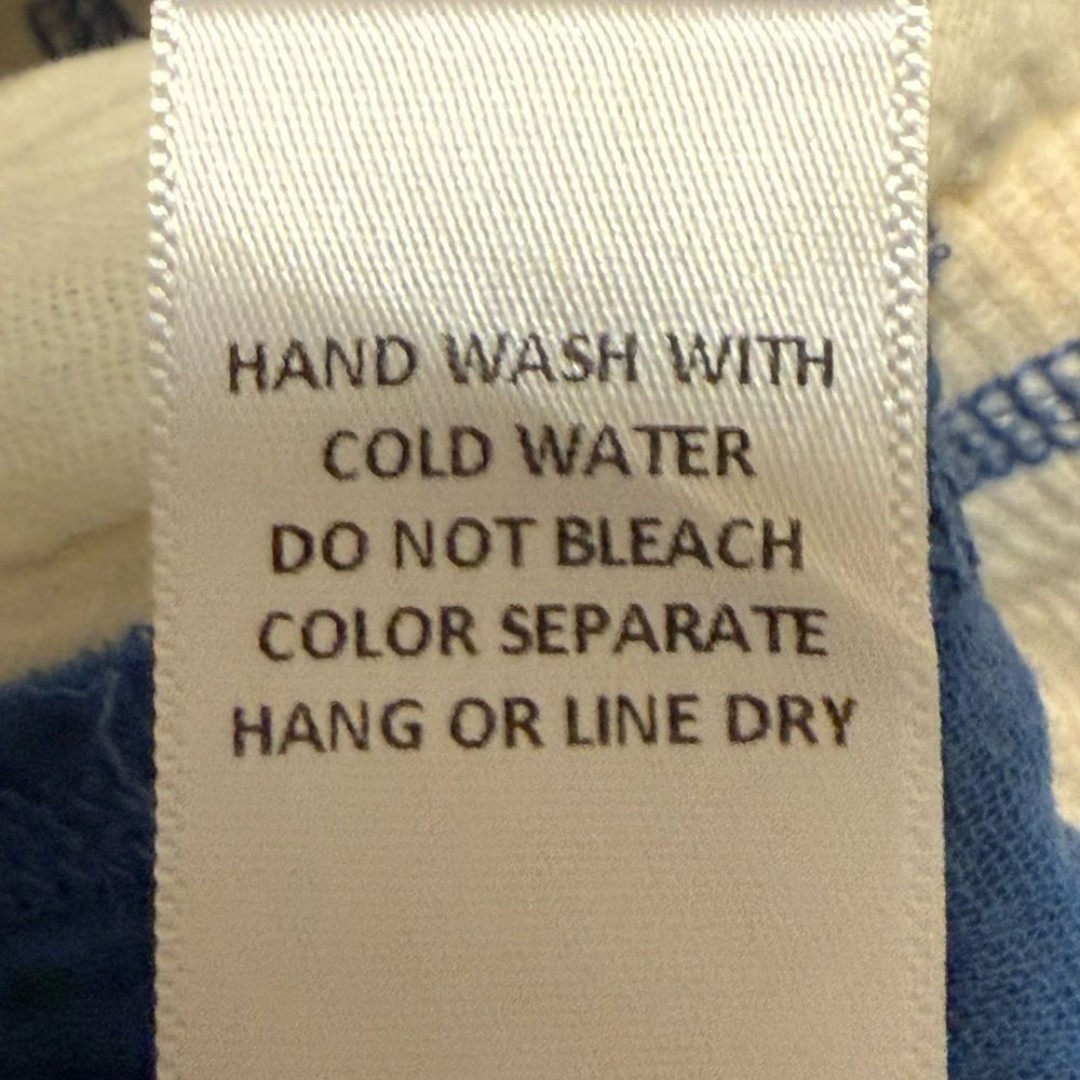 HAND WASH WITH
COLD WATER
DO NOT BLEACH
COLOR SEPARATE
HANG OR LINE DRY